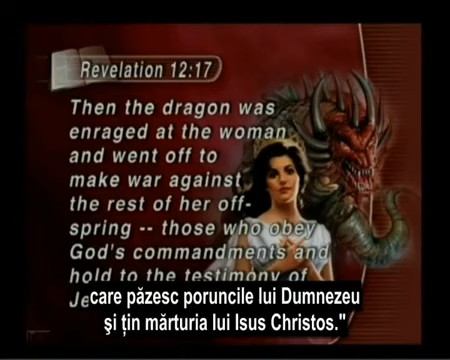 Revelation 12:17
Then the dragon was
enraged at the woman
and went off to
make war against
the rest of her off-
spring -- those who obey
God's commandments and
hold to the testimony of
Je
care păzesc poruncile lui Dumnezeu
şi ţin mărturia lui Isus Christos."